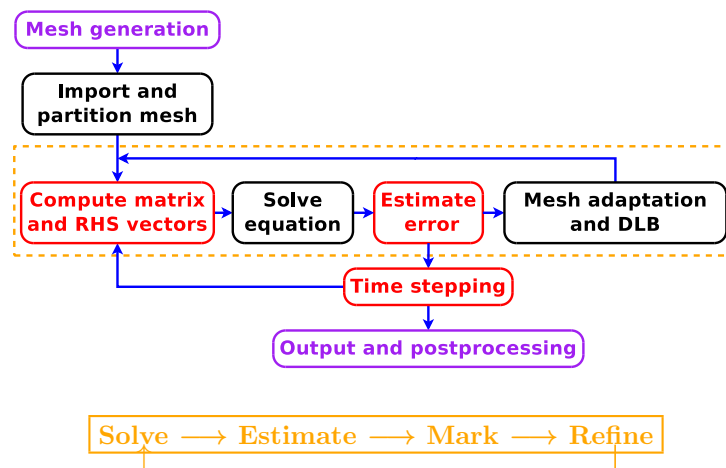 Mesh generation
Import and
partition mesh
Compute matrix
and RHS vectors
Solve
equation
Estimate
error
Mesh adaptation
and DLB
Time stepping
Output and postprocessing
Solve ⟶ Estimate ⟶ Mark ⟶ Refine